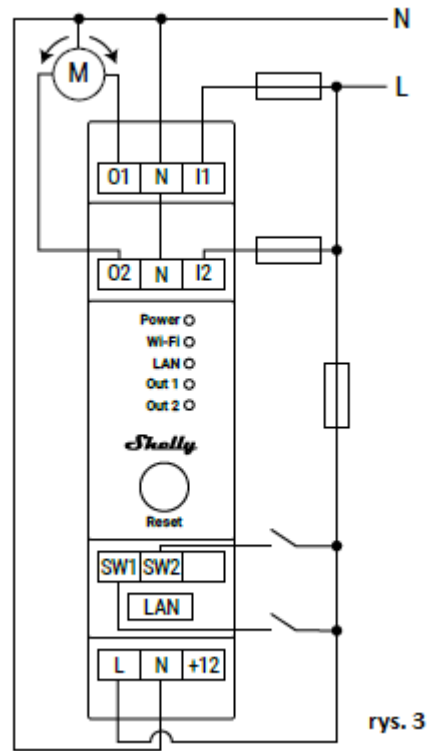 N
L
M
O1 N I1
O2 N I2
Power
Wi-Fi
LAN
Out 1
Out 2
Shelly
Reset
SW1 SW2
LAN
L N +12
rys. 3